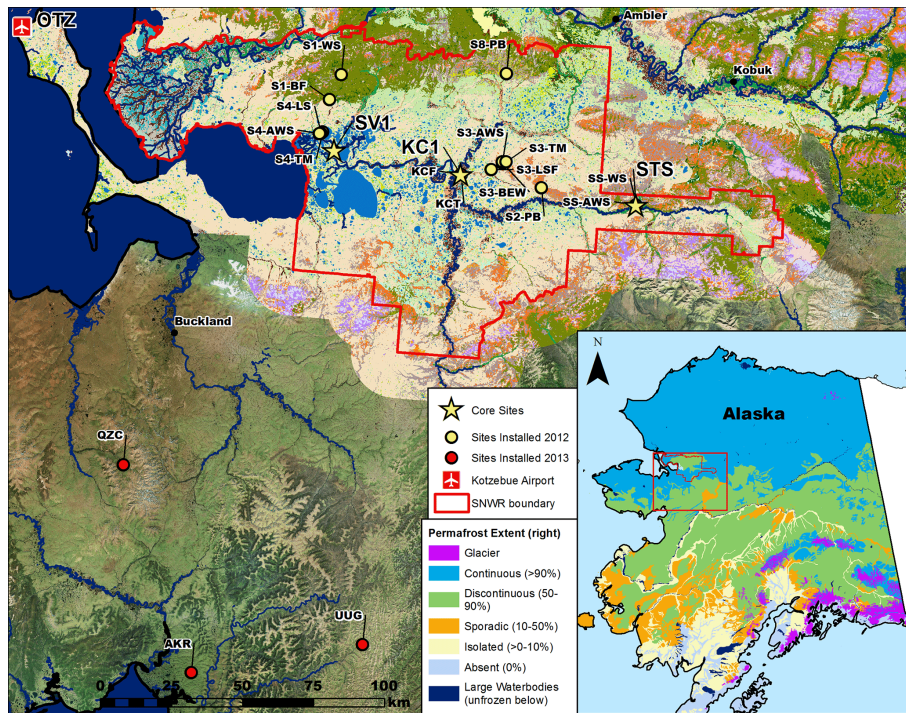 OTZ
Ambler
S1-WS
S8-PB
Kobuk
S1-BF
S4-LS
S4-AWS
SV1
S3-AWS
S4-TM
KC1
S3-TM
KCF
S3-LSF
SS-WS
STS
KCT
S3-BEW
SS-AWS
S2-PB
Buckland
QZC
UUG
AKR
0 25 50 75 100
km
Core Sites
Sites Installed 2012
Sites Installed 2013
Kotzebue Airport
SNWR boundary
Permafrost Extent (right)
Glacier
Continuous (>90%)
Discontinuous (50-
90%)
Sporadic (10-50%)
Isolated (>0-10%)
Absent (0%)
Large Waterbodies
(unfrozen below)
N
Alaska